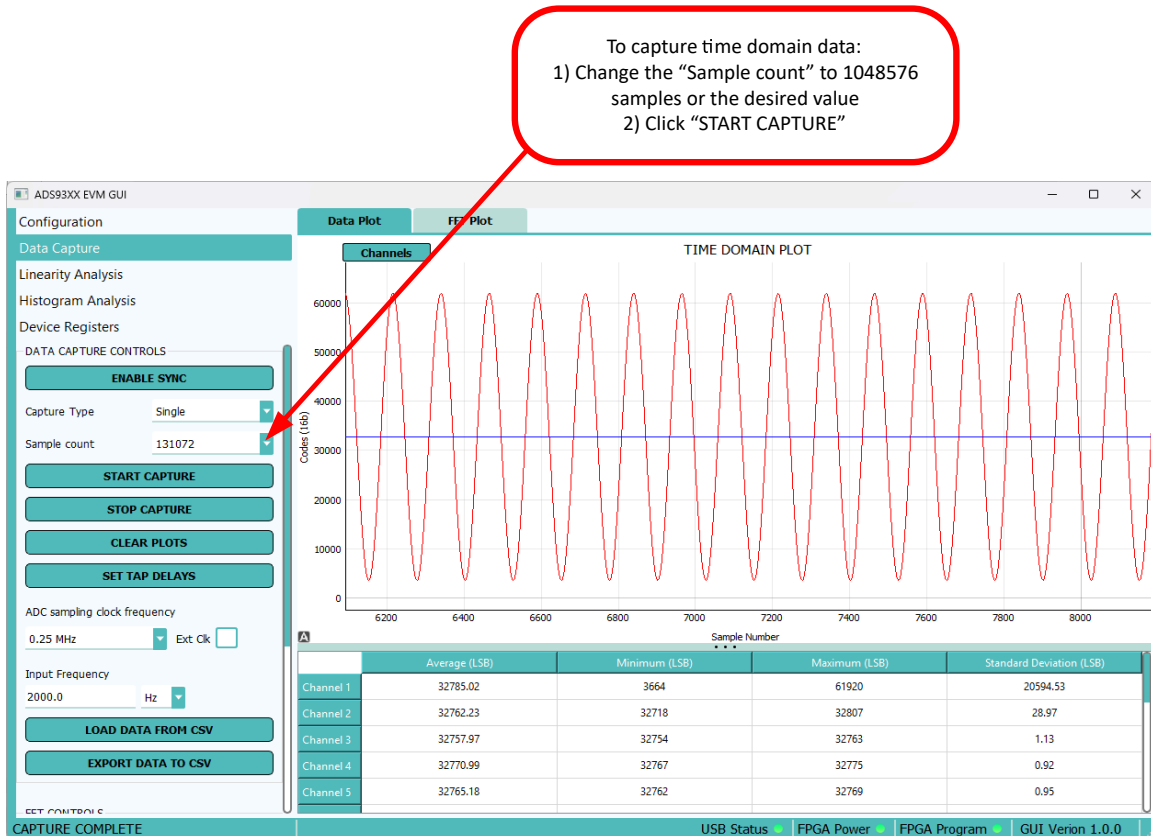 To capture time domain data:
1) Change the “Sample count” to 1048576
samples or the desired value
2) Click “START CAPTURE”
ADS93XX EVM GUI
Configuration
Data Capture
Linearity Analysis
Histogram Analysis
Device Registers
DATA CAPTURE CONTROLS
ENABLE SYNC
Capture Type Single
Sample count 131072
START CAPTURE
STOP CAPTURE
CLEAR PLOTS
SET TAP DELAYS
ADC sampling clock frequency
0.25 MHz Ext Clk
Input Frequency
2000.0 Hz
LOAD DATA FROM CSV
EXPORT DATA TO CSV
FFT CONTROLS
Data Plot FFT Plot
Channels
TIME DOMAIN PLOT
Codes (16b)
60000
50000
40000
30000
20000
10000
0
6200 6400 6600 6800 7000 7200 7400 7600 7800 8000
Sample Number
A
Average (LSB) Minimum (LSB) Maximum (LSB) Standard Deviation (LSB)
Channel 1 32785.02 3664 61920 20594.53
Channel 2 32762.23 32718 32807 28.97
Channel 3 32757.97 32754 32763 1.13
Channel 4 32770.99 32767 32775 0.92
Channel 5 32765.18 32762 32769 0.95
CAPTURE COMPLETE
USB Status FPGA Power FPGA Program GUI Verion 1.0.0